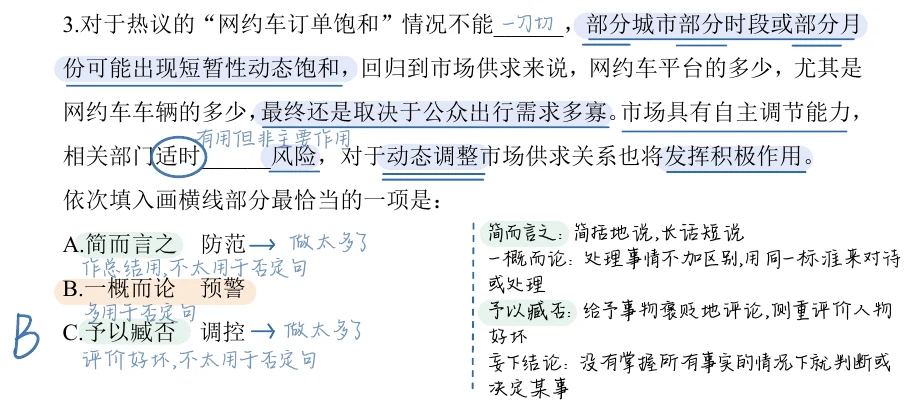 3.对于热议的“网约车订单饱和”情况不能______，部分城市部分时段或部分月
一刀切
份可能出现短暂性动态饱和，回归到市场供求来说，网约车平台的多少，尤其是
网约车车辆的多少，最终还是取决于公众出行需求多寡。市场具有自主调节能力，
有用但非主要作用
相关部门适时______风险，对于动态调整市场供求关系也将发挥积极作用。
依次填入画横线部分最恰当的一项是：
A.简而言之 防范→ 做太多了
作总结用,不太用于否定句
B.一概而论 预警
多用于否定句
B
C.予以臧否 调控→ 做太多了
评价好坏,不太用于否定句
简而言之: 简括地说,长话短说
一概而论: 处理事情不加区别,用同一标准来对待
或处理
予以臧否: 给予事物褒贬地评论,侧重评价人物
好坏
妄下结论: 没有掌握所有事实的情况下就判断或
决定某事